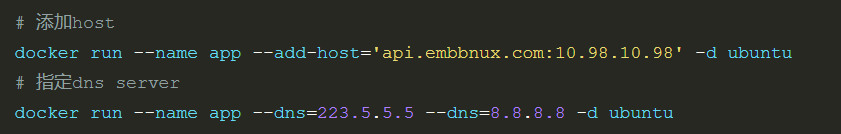 # 添加host
docker run --name app --add-host='api.embbnux.com:10.98.10.98' -d ubuntu
# 指定dns server
docker run --name app --dns=223.5.5.5 --dns=8.8.8.8 -d ubuntu